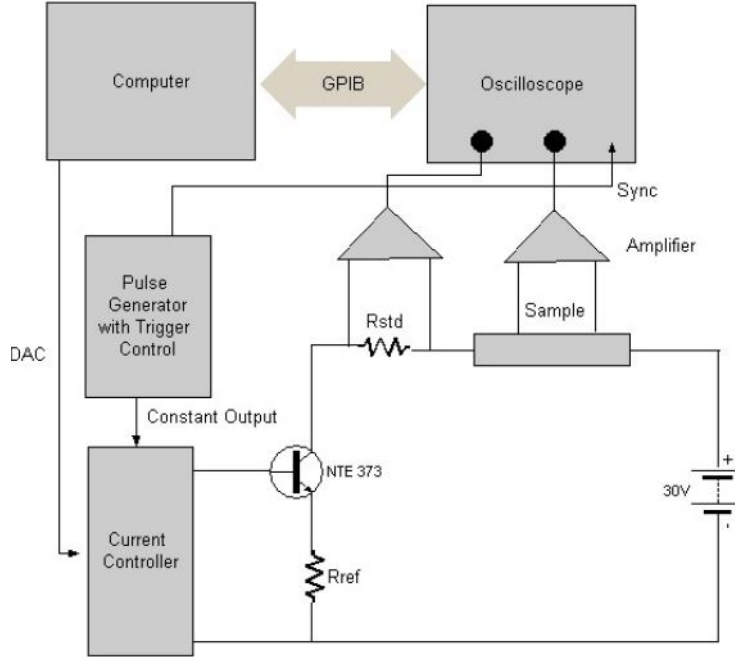 Computer
GPIB
Oscilloscope
Sync
Pulse
Generator
with Trigger
Control
Amplifier
Sample
Rstd
DAC
Constant Output
NTE 373
+
30V
-
Current
Controller
Rref